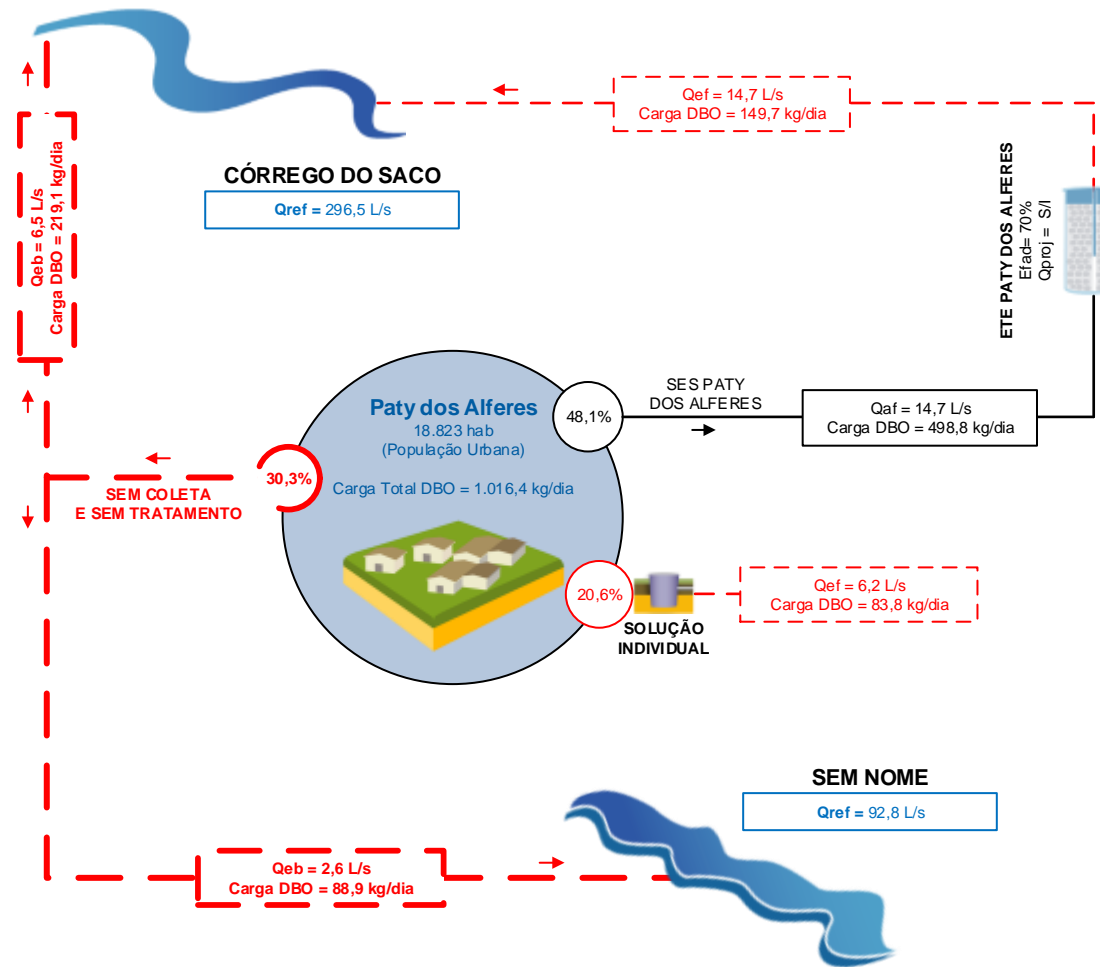 Qef = 14,7 L/s
Carga DBO = 149,7 kg/dia
CÓRREGO DO SACO
Qref = 296,5 L/s
Qeb = 6,5 L/s
Carga DBO = 219,1 kg/dia
ETE PATY DOS ALFERES
Efad= 70%
Qproj = S/I
Paty dos Alferes
18.823 hab
(População Urbana)
Carga Total DBO = 1.016,4 kg/dia
48,1%
SES PATY
DOS ALFERES
Qaf = 14,7 L/s
Carga DBO = 498,8 kg/dia
30,3%
SEM COLETA
E SEM TRATAMENTO
20,6%
SOLUÇÃO
INDIVIDUAL
Qef = 6,2 L/s
Carga DBO = 83,8 kg/dia
SEM NOME
Qref = 92,8 L/s
Qeb = 2,6 L/s
Carga DBO = 88,9 kg/dia